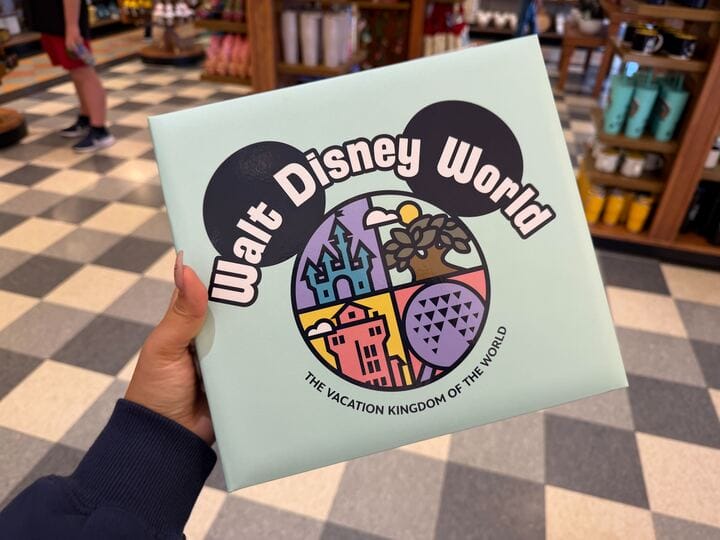 Walt Disney World
THE VACATION KINGDOM OF THE WORLD